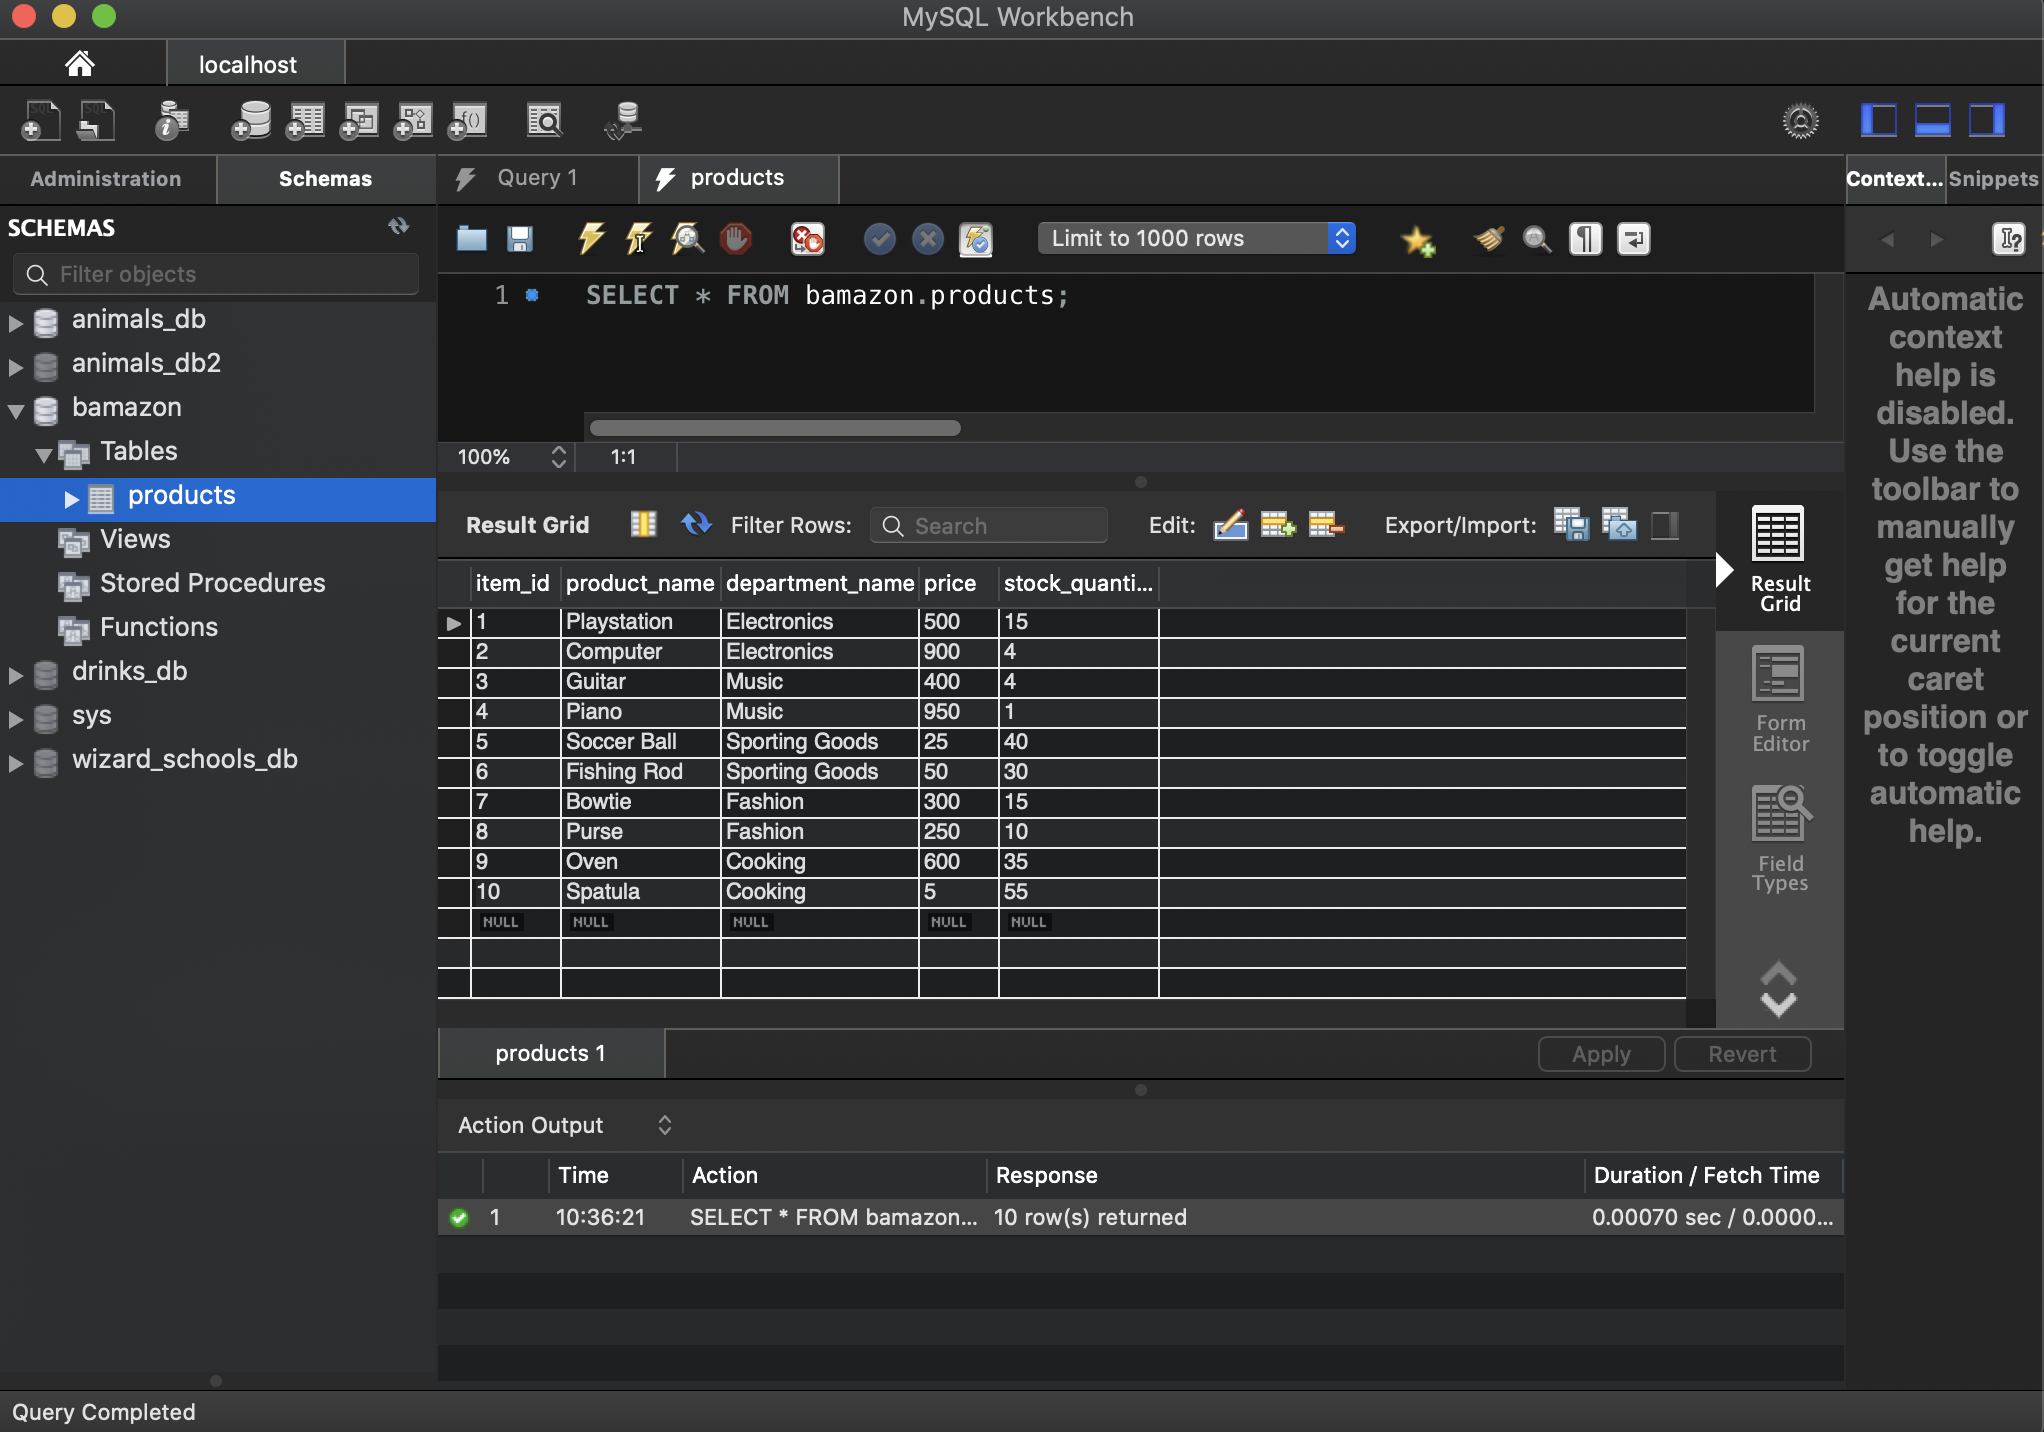 MySQL Workbench
localhost
Administration
Schemas
SCHEMAS
Filter objects
animals_db
animals_db2
bamazon
Tables
products
Views
Stored Procedures
Functions
drinks_db
sys
wizard_schools_db
Query 1
products
Limit to 1000 rows
1 SELECT * FROM bamazon.products;
100% 1:1
Result Grid Filter Rows: Search Edit: Export/Import:
item_id product_name department_name price stock_quanti...
1 Playstation Electronics 500 15
2 Computer Electronics 900 4
3 Guitar Music 400 4
4 Piano Music 950 1
5 Soccer Ball Sporting Goods 25 40
6 Fishing Rod Sporting Goods 50 30
7 Bowtie Fashion 300 15
8 Purse Fashion 250 10
9 Oven Cooking 600 35
10 Spatula Cooking 5 55
NULL NULL NULL NULL NULL
Result
Grid
Form
Editor
Field
Types
products 1
Apply Revert
Action Output
Time Action Response Duration / Fetch Time
1 10:36:21 SELECT * FROM bamazon... 10 row(s) returned 0.00070 sec / 0.0000...
Context... Snippets
Automatic
context
help is
disabled.
Use the
toolbar to
manually
get help
for the
current
caret
position or
to toggle
automatic
help.
Query Completed